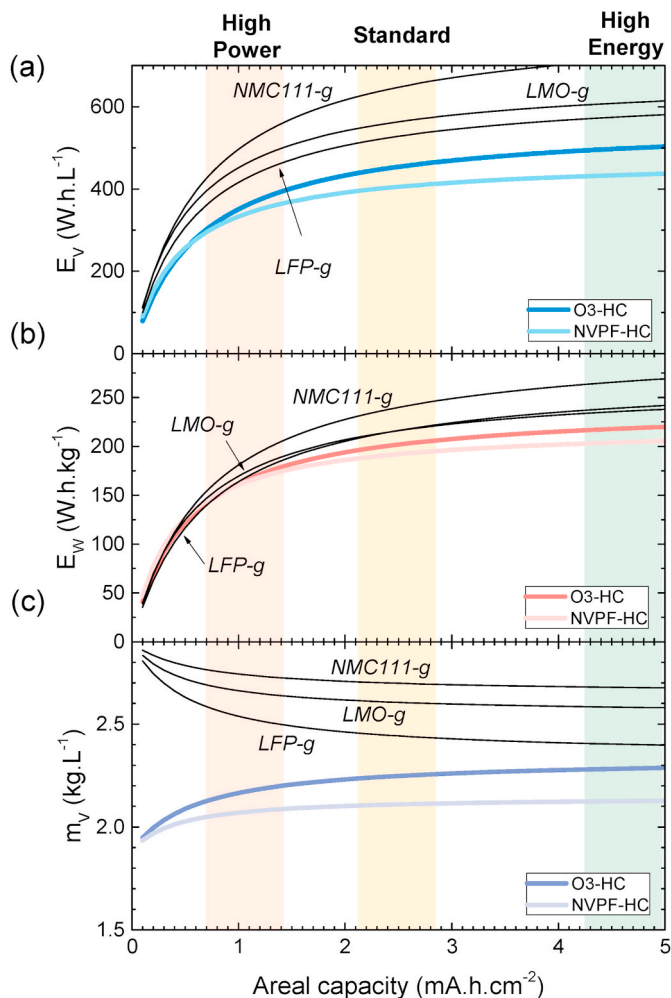 High Power
Standard
High Energy
(a)
NMC111-g
LMO-g
LFP-g
E_V (W.h.L⁻¹)
600
400
200
0
O3-HC
NVPF-HC
(b)
NMC111-g
LMO-g
LFP-g
E_W (W.h.kg⁻¹)
250
200
150
100
50
0
O3-HC
NVPF-HC
(c)
NMC111-g
LMO-g
LFP-g
m_V (kg.L⁻¹)
2.5
2.0
1.5
O3-HC
NVPF-HC
0 1 2 3 4 5
Areal capacity (mA.h.cm⁻²)